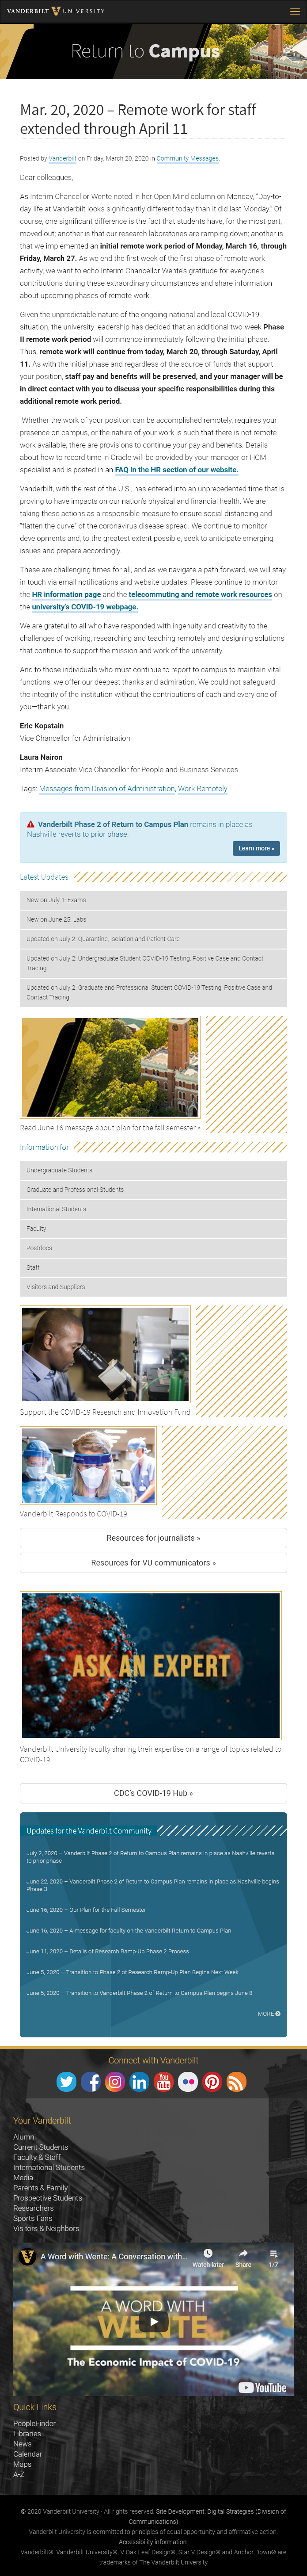 VANDERBILT V UNIVERSITY
Return to Campus
Mar. 20, 2020 – Remote work for staff
extended through April 11
Posted by Vanderbilt on Friday, March 20, 2020 in Community Messages.
Dear colleagues,
As Interim Chancellor Wente noted in her Open Mind column on Monday, “Day-to-
day life at Vanderbilt looks significantly different today than it did last Monday.” Of
course, one significant difference is the fact that students have, for the most part,
moved out; another is that our research laboratories are ramping down; another is
that we implemented an initial remote work period of Monday, March 16, through
Friday, March 27. As we end the first week of the first phase of remote work
activity, we want to echo Interim Chancellor Wente’s gratitude for everyone’s
contributions during these extraordinary circumstances and share information
about upcoming phases of remote work.
Given the unpredictable nature of the ongoing national and local COVID-19
situation, the university leadership has decided that an additional two-week Phase
II remote work period will commence immediately following the initial phase.
Thus, remote work will continue from today, March 20, through Saturday, April
11. As with the initial phase and regardless of the source of funds that support
your position, staff pay and benefits will be preserved, and your manager will be
in direct contact with you to discuss your specific responsibilities during this
additional remote work period.
Whether the work of your position can be accomplished remotely, requires your
presence on campus, or the nature of your work is such that there is not remote
work available, there are provisions to continue your pay and benefits. Details
about how to record time in Oracle will be provided by your manager or HCM
specialist and is posted in an FAQ in the HR section of our website.
Vanderbilt, with the rest of the U.S., has entered into an unprecedented time that is
proving to have impacts on our nation’s physical and financial health. We are
taking these actions as a responsible measure to ensure social distancing and
“flatten the curve” of the coronavirus disease spread. We continue to monitor
developments and, to the greatest extent possible, seek to anticipate emerging
issues and prepare accordingly.
These are challenging times for all, and as we navigate a path forward, we will stay
in touch via email notifications and website updates. Please continue to monitor
the HR information page and the telecommuting and remote work resources on
the university’s COVID-19 webpage.
We are grateful to all who have responded with ingenuity and creativity to the
challenges of working, researching and teaching remotely and designing solutions
that continue to support the mission and work of the university.
And to those individuals who must continue to report to campus to maintain vital
functions, we offer our deepest thanks and admiration. We could not safeguard
the integrity of the institution without the contributions of each and every one of
you—thank you.
Eric Kopstain
Vice Chancellor for Administration
Laura Nairon
Interim Associate Vice Chancellor for People and Business Services
Tags: Messages from Division of Administration, Work Remotely
Vanderbilt Phase 2 of Return to Campus Plan remains in place as
Nashville reverts to prior phase.
Learn more »
Latest Updates
New on July 1: Exams
New on June 25: Labs
Updated on July 2: Quarantine, Isolation and Patient Care
Updated on July 2: Undergraduate Student COVID-19 Testing, Positive Case and Contact
Tracing
Updated on July 2: Graduate and Professional Student COVID-19 Testing, Positive Case and
Contact Tracing
Read June 16 message about plan for the fall semester »
Information for
Undergraduate Students
Graduate and Professional Students
International Students
Faculty
Postdocs
Staff
Visitors and Suppliers
Support the COVID-19 Research and Innovation Fund
Vanderbilt Responds to COVID-19
Resources for journalists »
Resources for VU communicators »
ASK AN EXPERT
Vanderbilt University faculty sharing their expertise on a range of topics related to
COVID-19
CDC's COVID-19 Hub »
Updates for the Vanderbilt Community
July 2, 2020 – Vanderbilt Phase 2 of Return to Campus Plan remains in place as Nashville reverts
to prior phase
June 22, 2020 – Vanderbilt Phase 2 of Return to Campus Plan remains in place as Nashville begins
Phase 3
June 16, 2020 – Our Plan for the Fall Semester
June 16, 2020 – A message for faculty on the Vanderbilt Return to Campus Plan
June 11, 2020 – Details of Research Ramp-Up Phase 2 Process
June 5, 2020 – Transition to Phase 2 of Research Ramp-Up Plan Begins Next Week
June 5, 2020 – Transition to Vanderbilt Phase 2 of Return to Campus Plan begins June 8
MORE
Connect with Vanderbilt
Your Vanderbilt
Alumni
Current Students
Faculty & Staff
International Students
Media
Parents & Family
Prospective Students
Researchers
Sports Fans
Visitors & Neighbors
A Word with Wente: A Conversation with...
Watch later
Share
1/7
A WORD WITH
WENTE
The Economic Impact of COVID-19
YouTube
Quick Links
PeopleFinder
Libraries
News
Calendar
Maps
A-Z
© 2020 Vanderbilt University · All rights reserved. Site Development: Digital Strategies (Division of
Communications)
Vanderbilt University is committed to principles of equal opportunity and affirmative action.
Accessibility information.
Vanderbilt®, Vanderbilt University®, V Oak Leaf Design®, Star V Design® and Anchor Down® are
trademarks of The Vanderbilt University